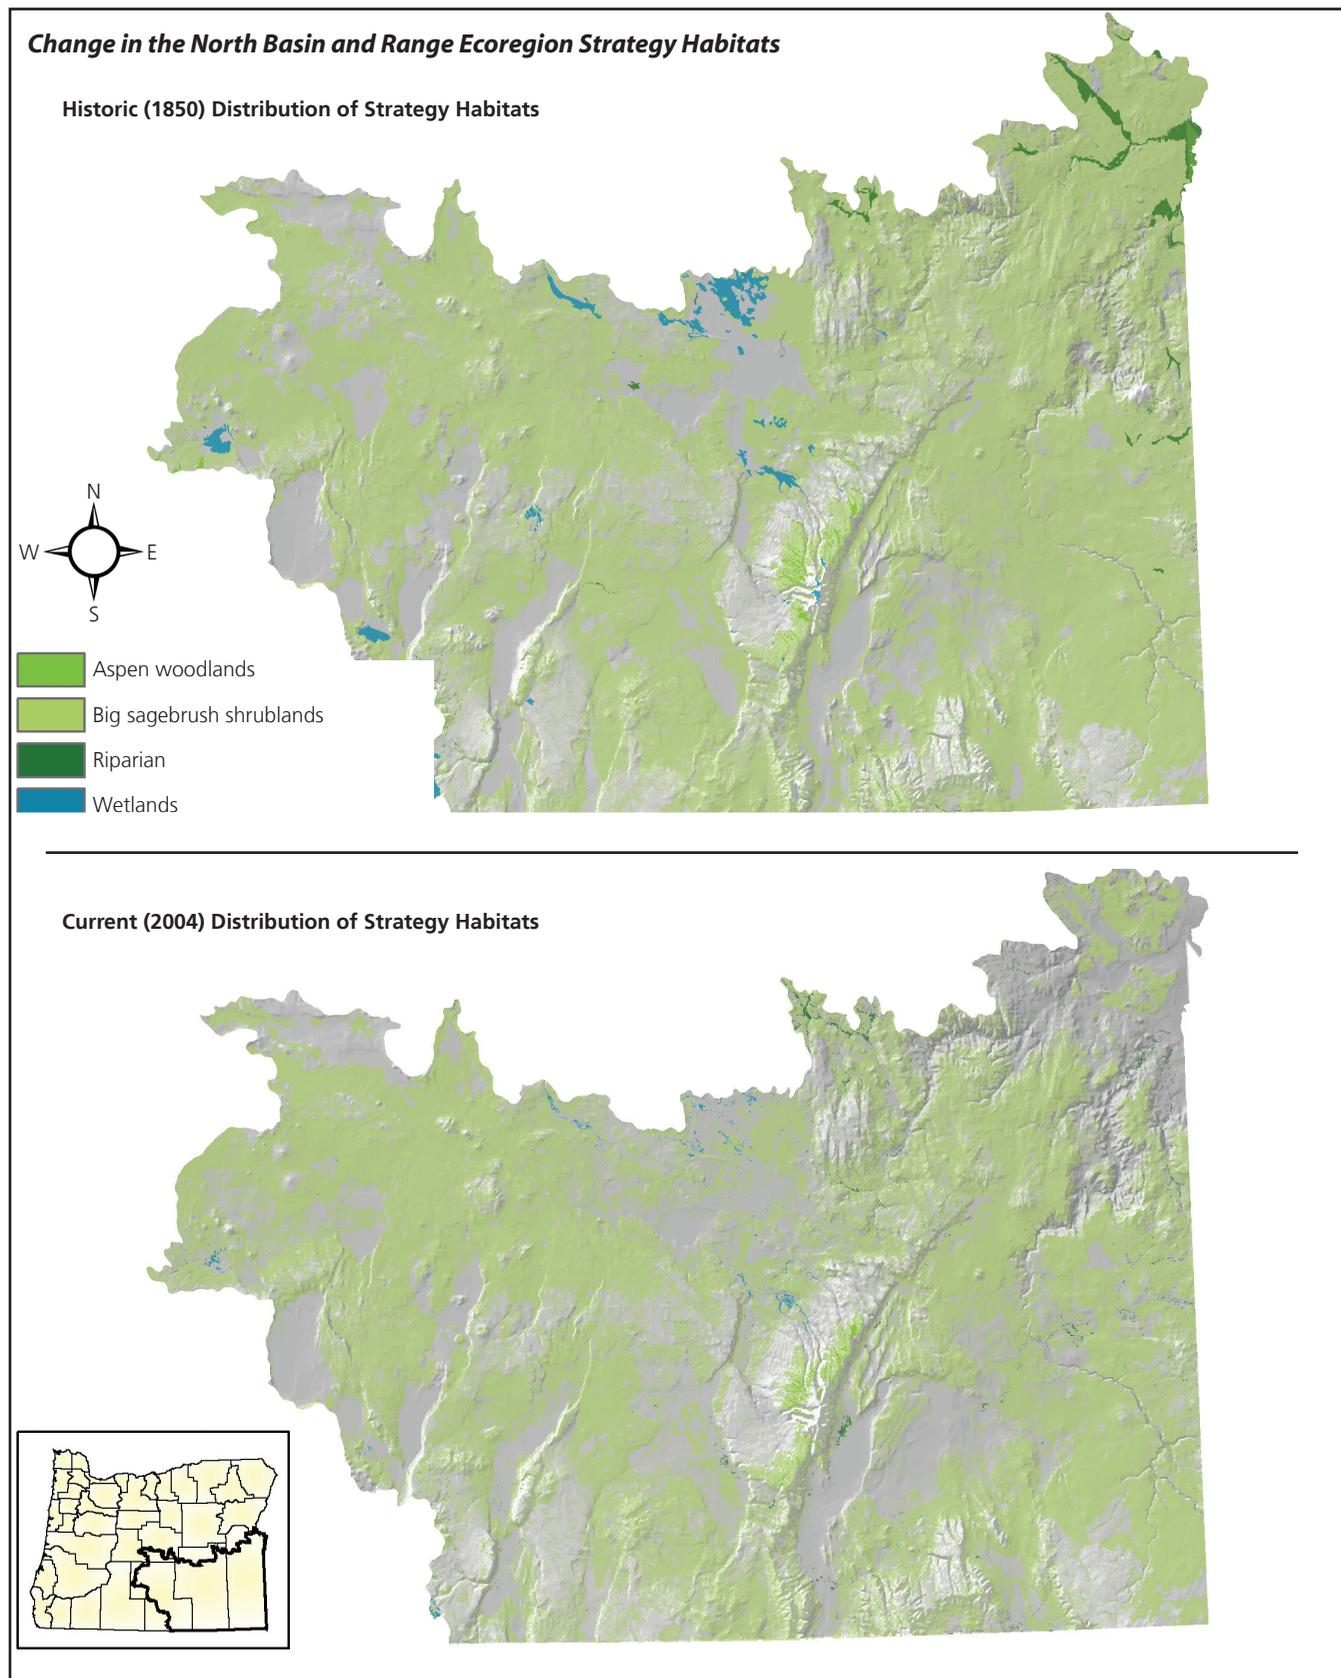 Change in the North Basin and Range Ecoregion Strategy Habitats
Historic (1850) Distribution of Strategy Habitats
N
W E
S
Aspen woodlands
Big sagebrush shrublands
Riparian
Wetlands
Current (2004) Distribution of Strategy Habitats